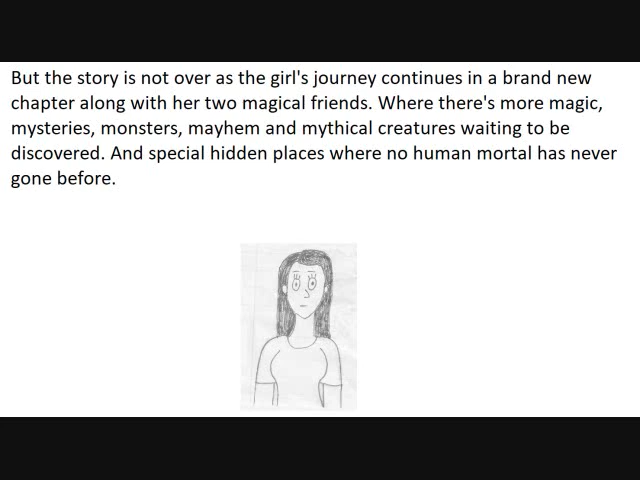 But the story is not over as the girl's journey continues in a brand new
chapter along with her two magical friends. Where there's more magic,
mysteries, monsters, mayhem and mythical creatures waiting to be
discovered. And special hidden places where no human mortal has never
gone before.